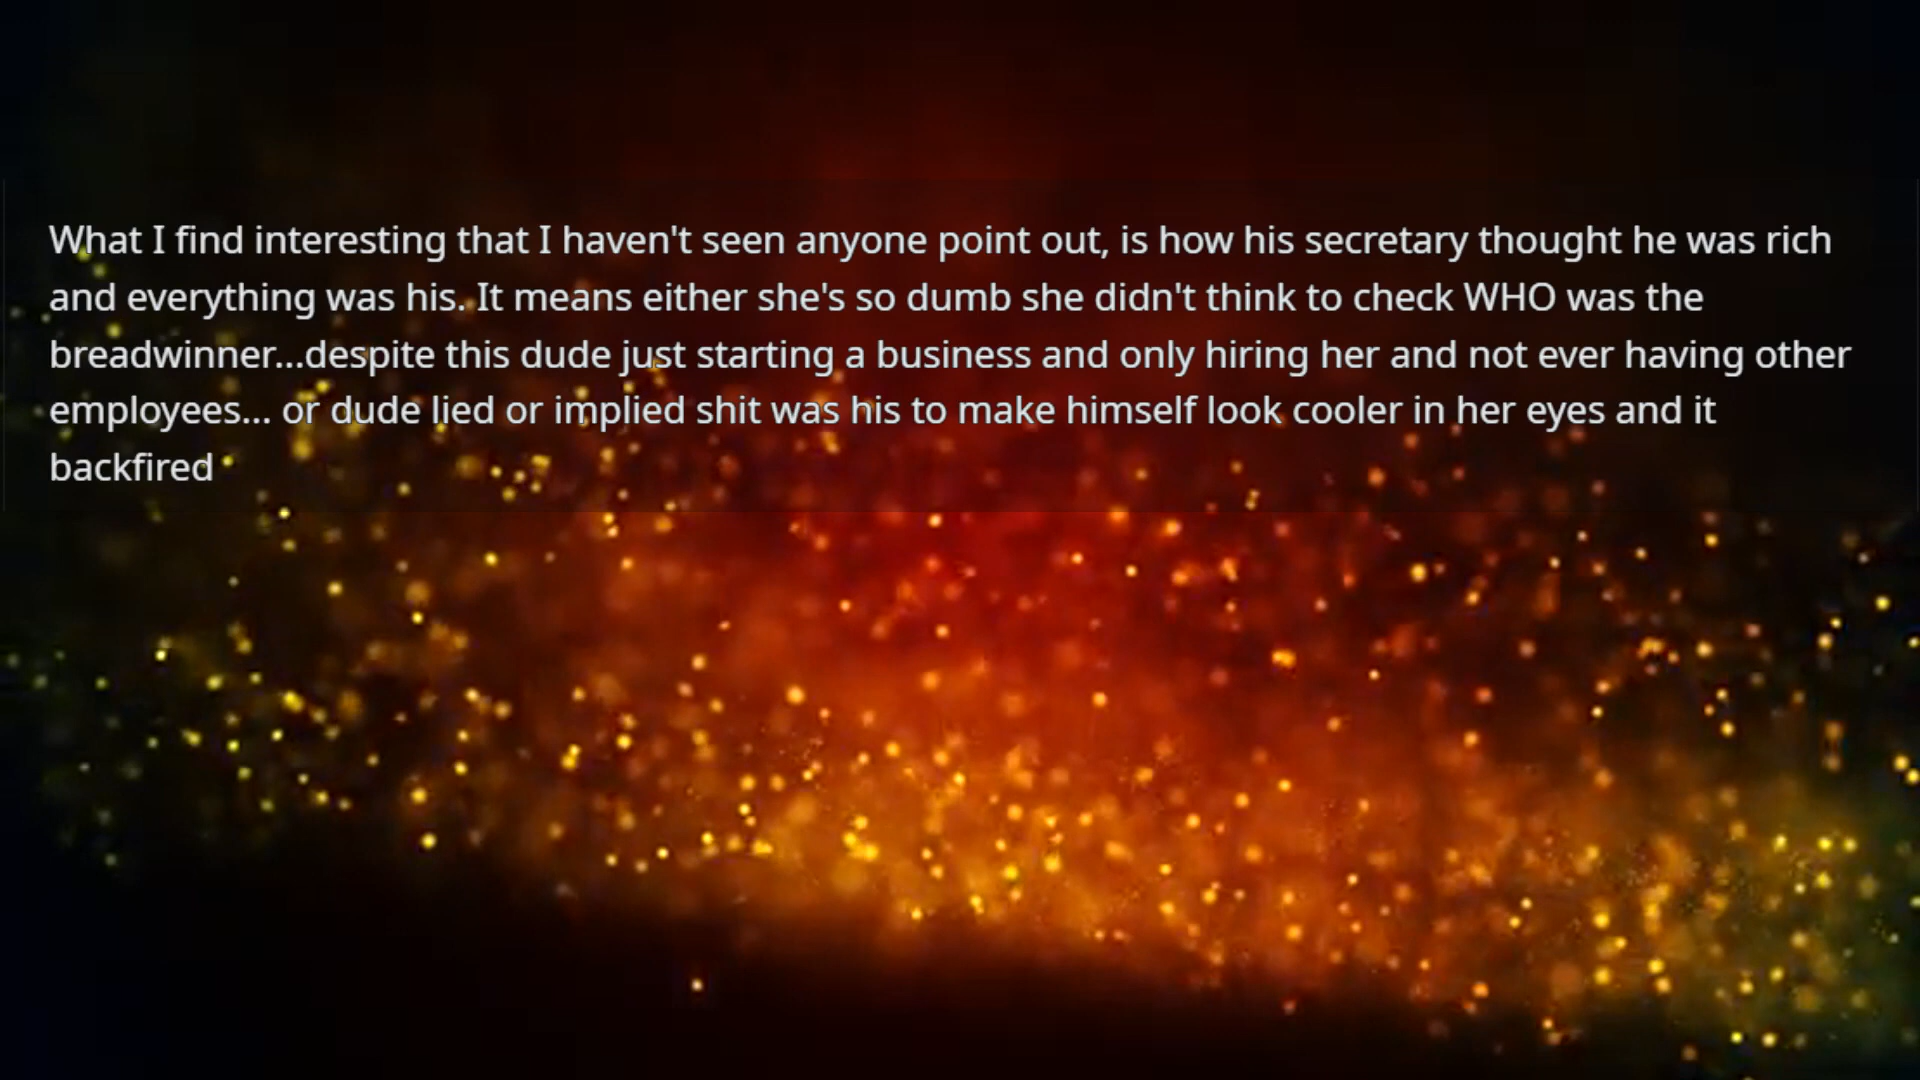 What I find interesting that I haven't seen anyone point out, is how his secretary thought he was rich
and everything was his. It means either she's so dumb she didn't think to check WHO was the
breadwinner...despite this dude just starting a business and only hiring her and not ever having other
employees... or dude lied or implied shit was his to make himself look cooler in her eyes and it
backfired